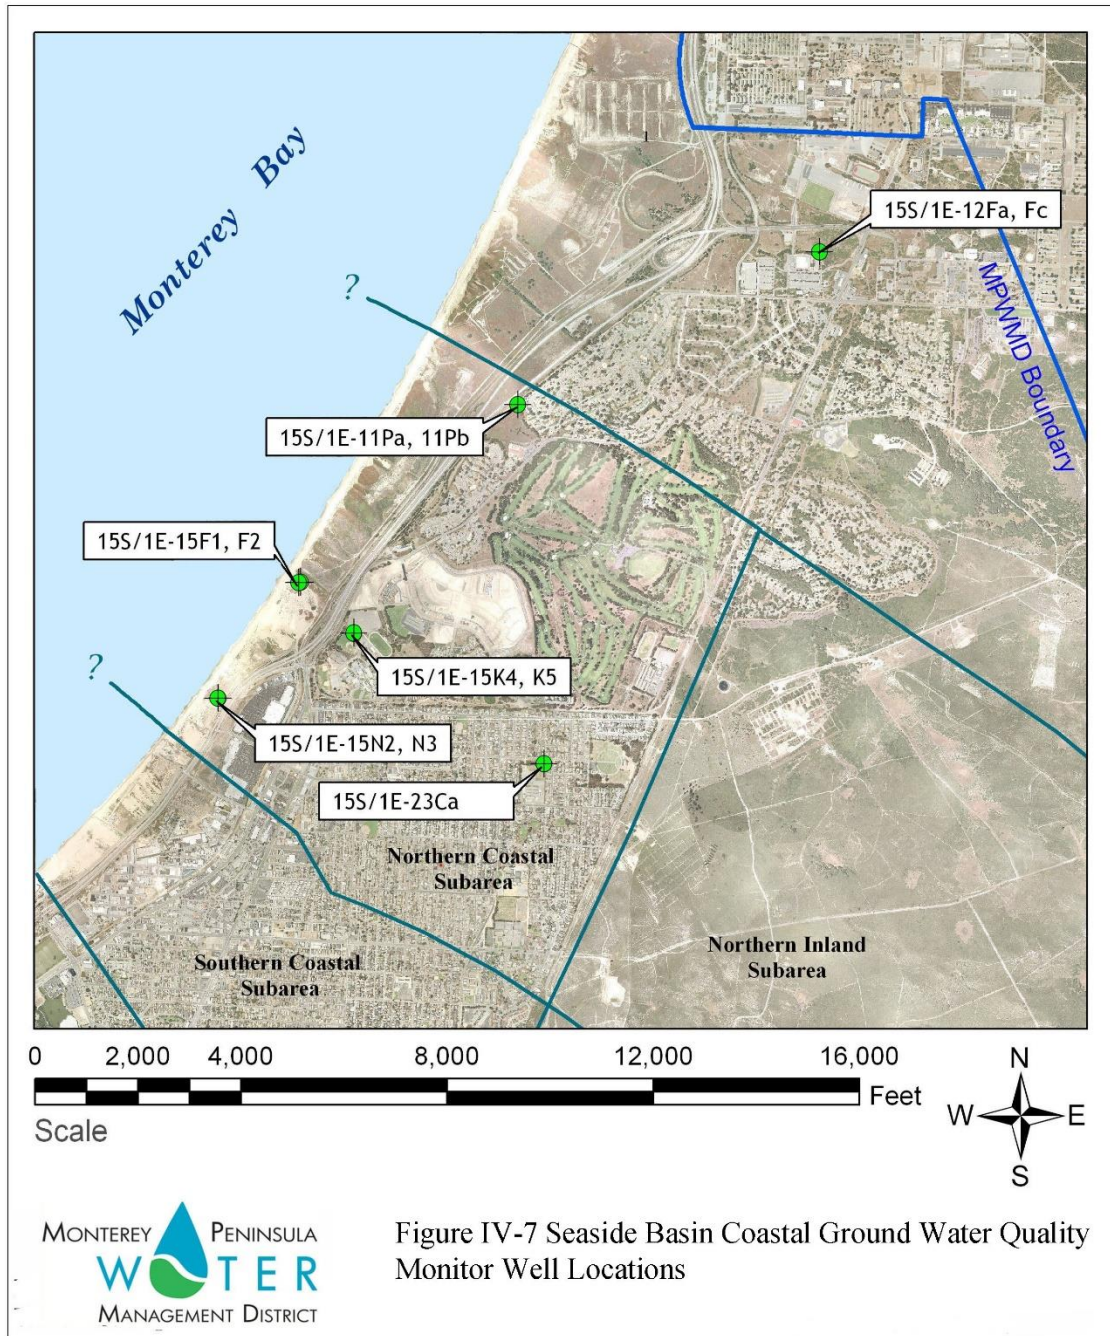 Monterey Bay
15S/1E-12Fa, Fc
MPWMD Boundary
?
15S/1E-11Pa, 11Pb
15S/1E-15F1, F2
?
15S/1E-15K4, K5
15S/1E-15N2, N3
15S/1E-23Ca
Northern Coastal
Subarea
Southern Coastal
Subarea
Northern Inland
Subarea
0 2,000 4,000 8,000 12,000 16,000
Feet
Scale
N
W E
S
MONTEREY PENINSULA
WATER
MANAGEMENT DISTRICT
Figure IV-7 Seaside Basin Coastal Ground Water Quality
Monitor Well Locations